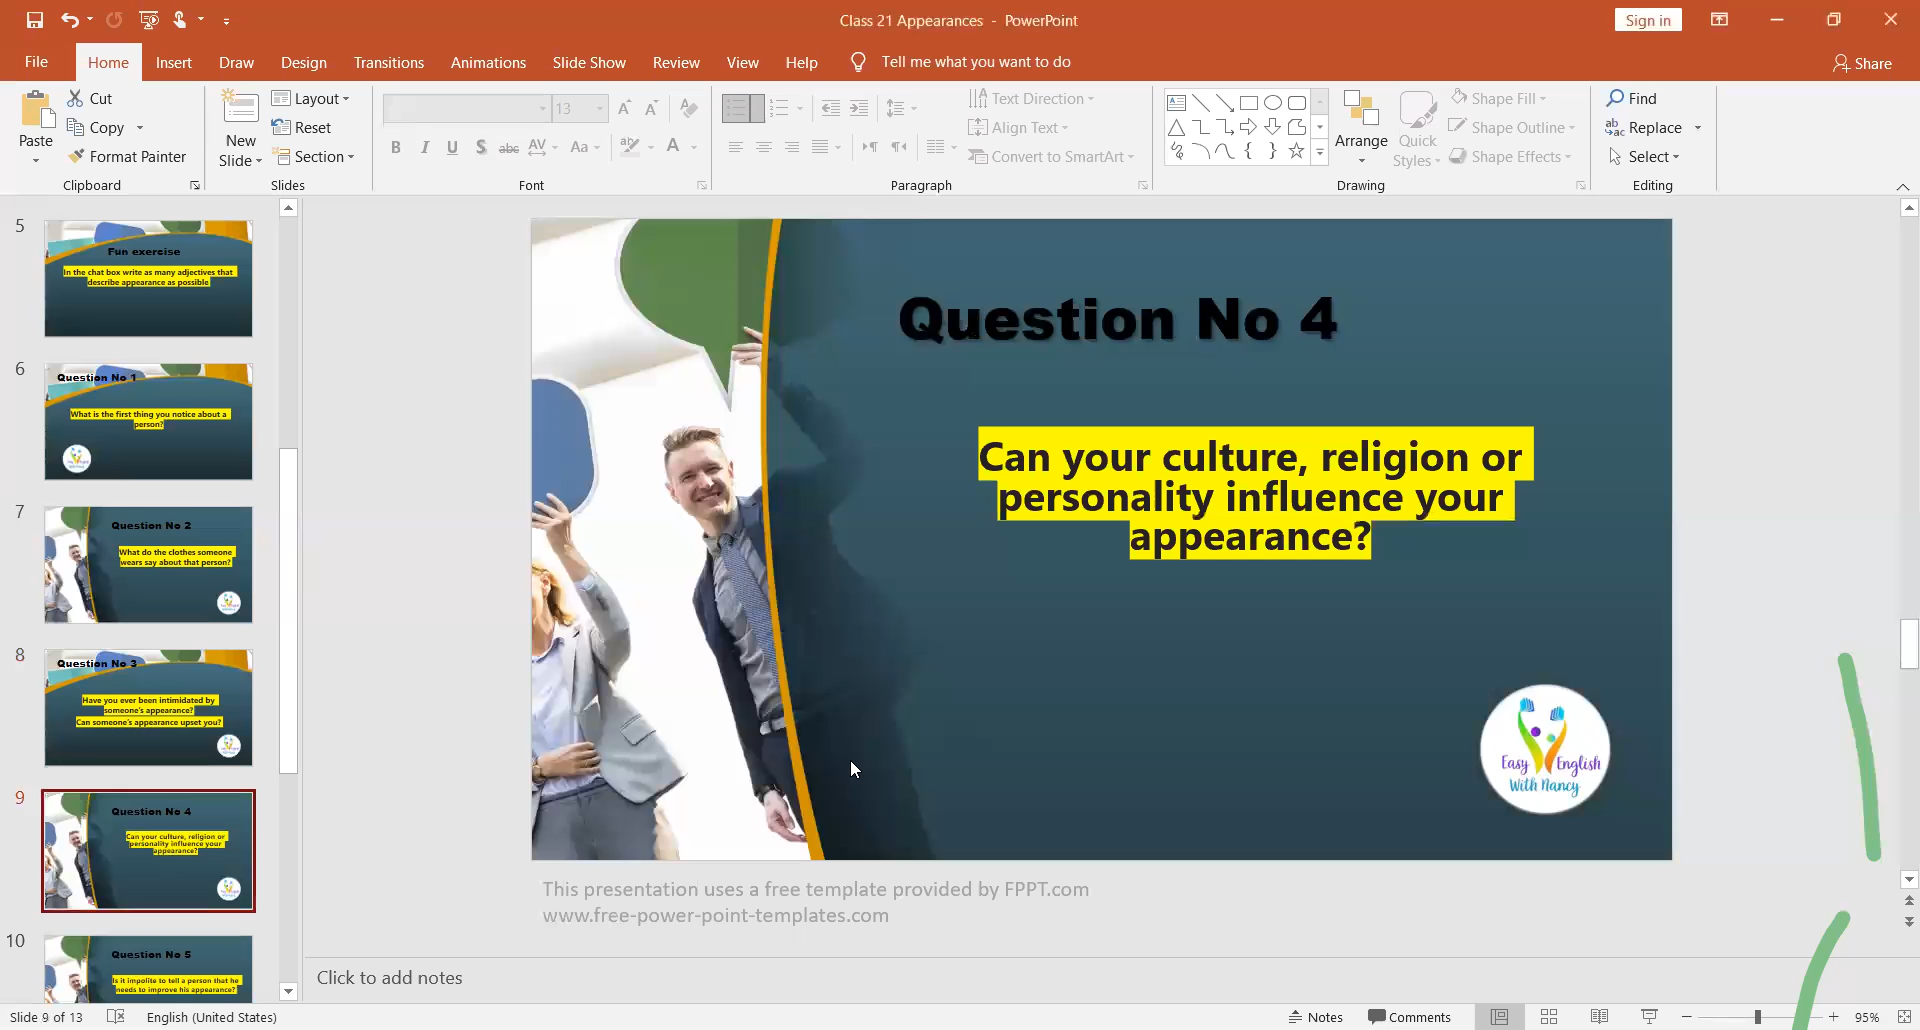 Class 21 Appearances - PowerPoint
Sign in
File Home Insert Draw Design Transitions Animations Slide Show Review View Help Tell me what you want to do
Share
Paste
Cut
Copy
Format Painter
Clipboard
New Slide
Layout
Reset
Section
Slides
13
B I U S abc AV Aa A
Font
Text Direction
Align Text
Convert to SmartArt
Paragraph
Arrange
Quick Styles
Shape Fill
Shape Outline
Shape Effects
Drawing
Find
Replace
Select
Editing
5
Fun exercise
In the chat box write as many adjectives that
describe appearance as possible
6
Question No 1
What is the first thing you notice about a
person?
7
Question No 2
What do the clothes someone
wears say about that person?
8
Question No 3
Have you ever been intimidated by
someone's appearance?
Can someone's appearance upset you?
9
Question No 4
Can your culture, religion or
personality influence your
appearance?
10
Question No 5
Is it impolite to tell a person that he
needs to improve his appearance?
Question No 4
Can your culture, religion or
personality influence your
appearance?
Easy English
With Nancy
This presentation uses a free template provided by FPPT.com
www.free-power-point-templates.com
Click to add notes
Slide 9 of 13
English (United States)
Notes
Comments
95%